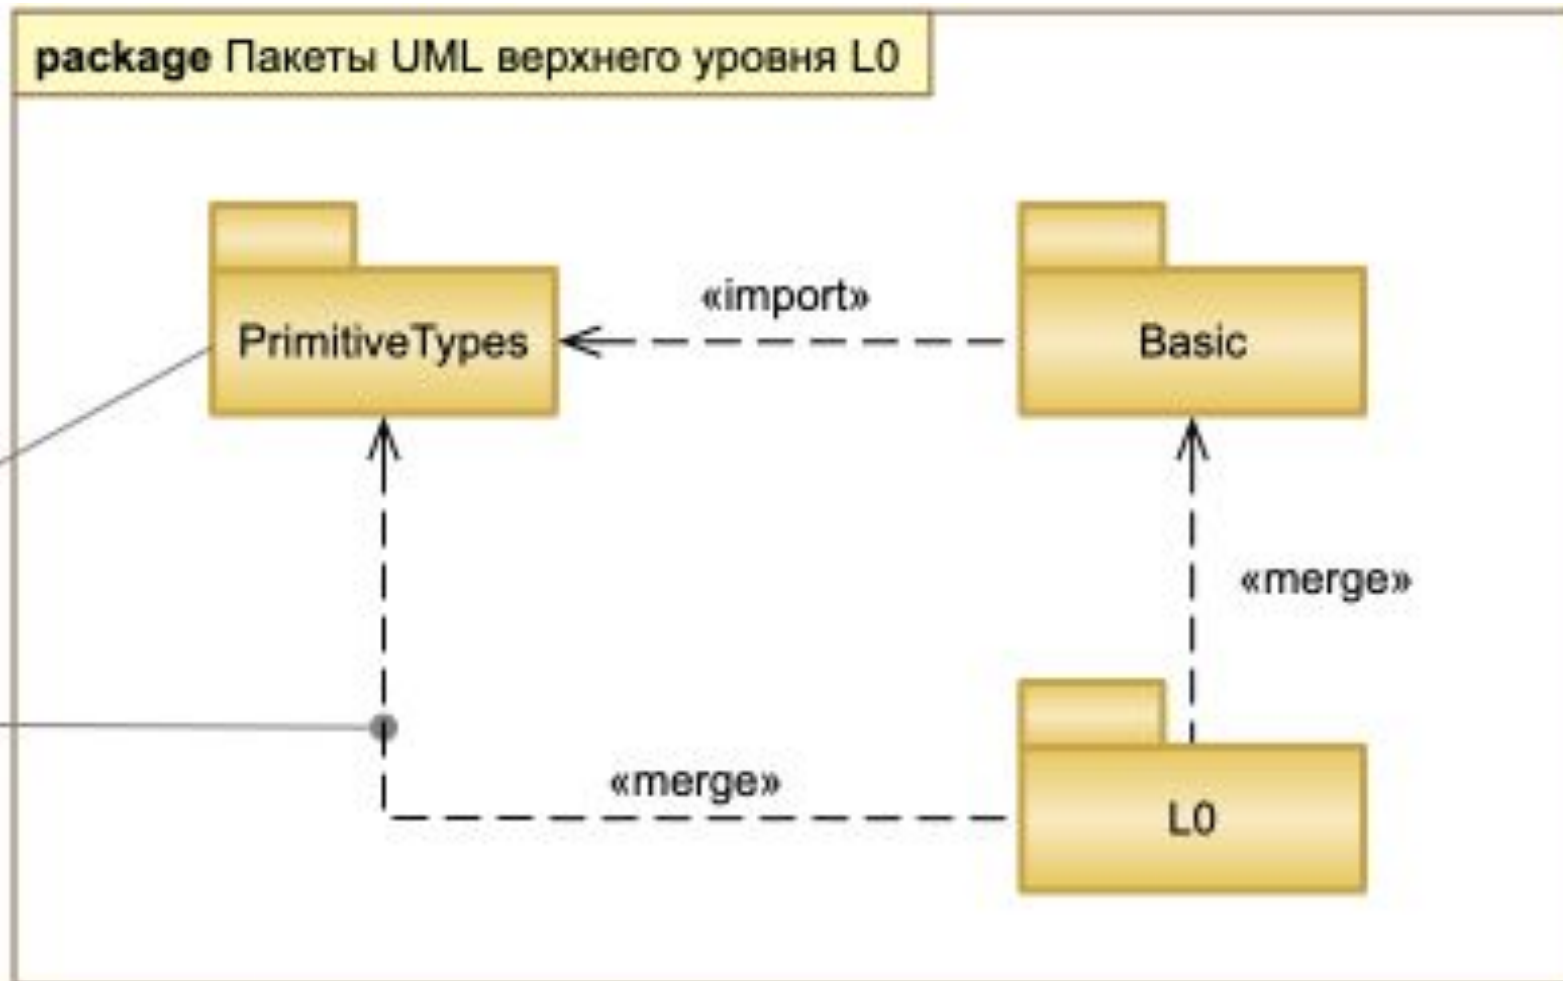 package Пакеты UML верхнего уровня L0
«import»
PrimitiveTypes
Basic
«merge»
«merge»
L0